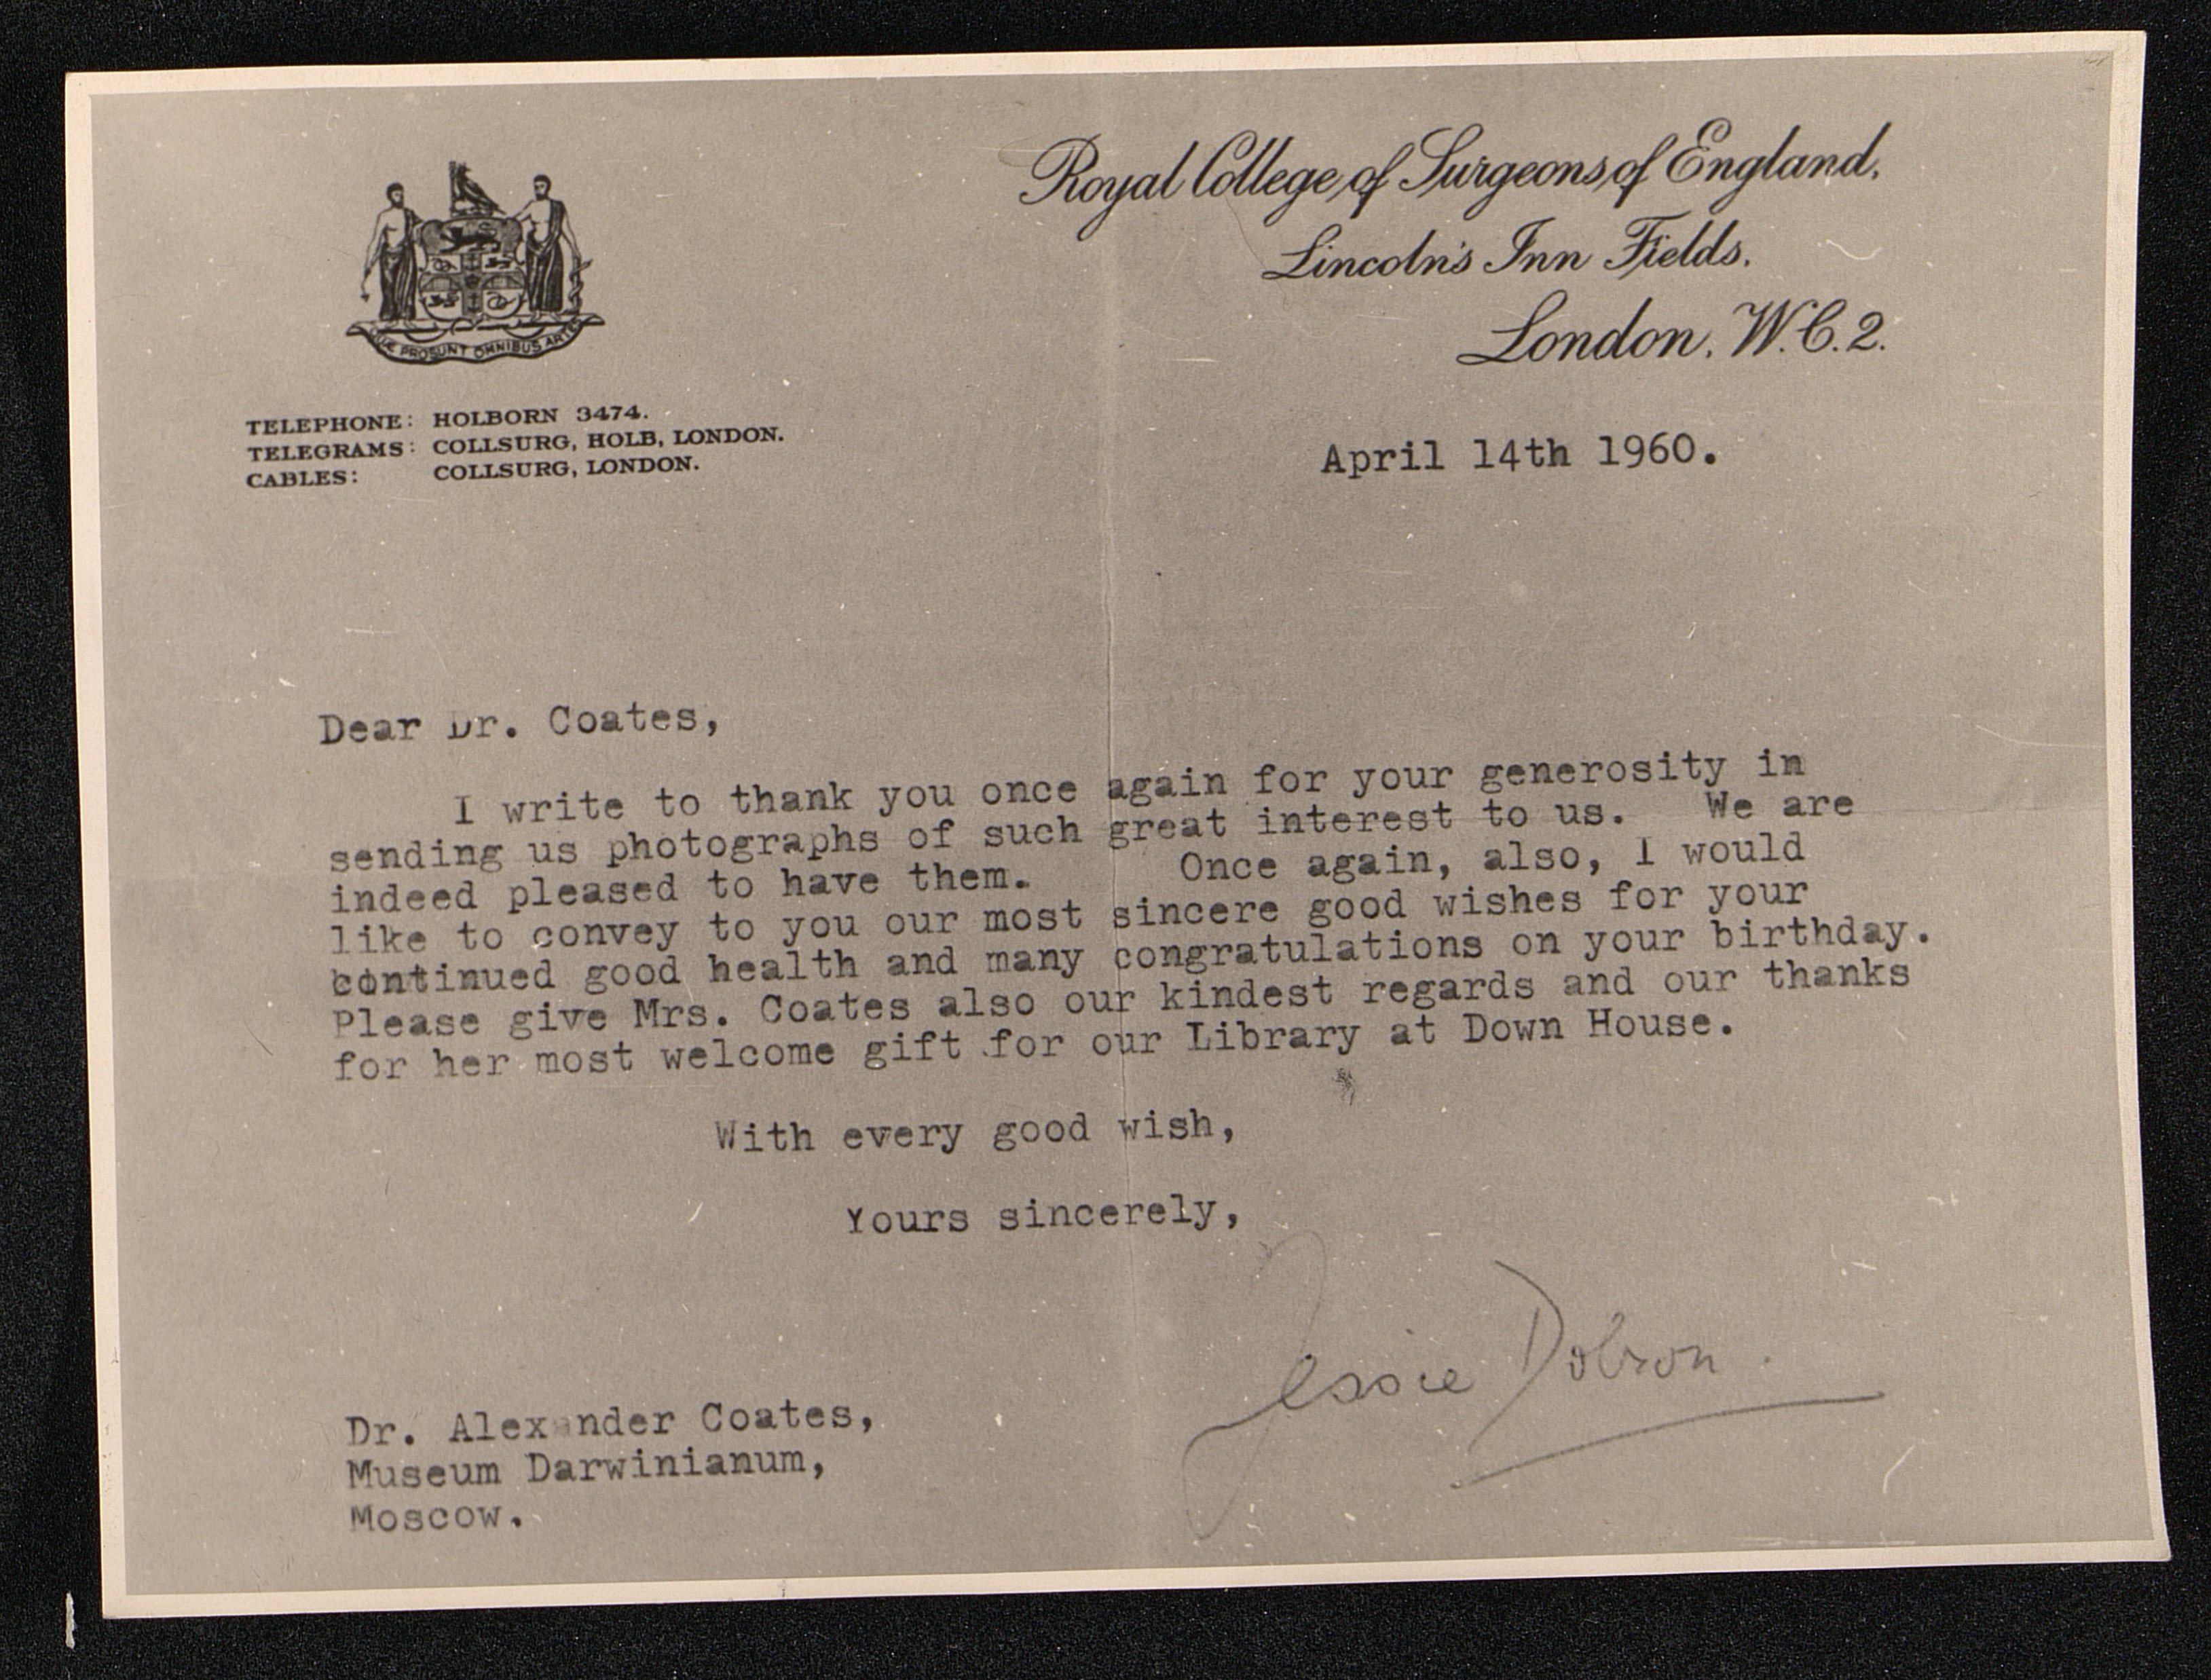 Royal College of Surgeons of England,
Lincoln's Inn Fields.
London, W.C.2.
QUÆ PROSUNT OMNIBUS ARTES
TELEPHONE: HOLBORN 3474.
TELEGRAMS: COLLSURG, HOLB, LONDON.
CABLES: COLLSURG, LONDON.
April 14th 1960.
Dear Dr. Coates,
I write to thank you once again for your generosity in
sending us photographs of such great interest to us. We are
indeed pleased to have them. Once again, also, I would
like to convey to you our most sincere good wishes for your
continued good health and many congratulations on your birthday.
Please give Mrs. Coates also our kindest regards and our thanks
for her most welcome gift for our Library at Down House.
With every good wish,
Yours sincerely,
Jessie Dobson.
Dr. Alexander Coates,
Museum Darwinianum,
Moscow.